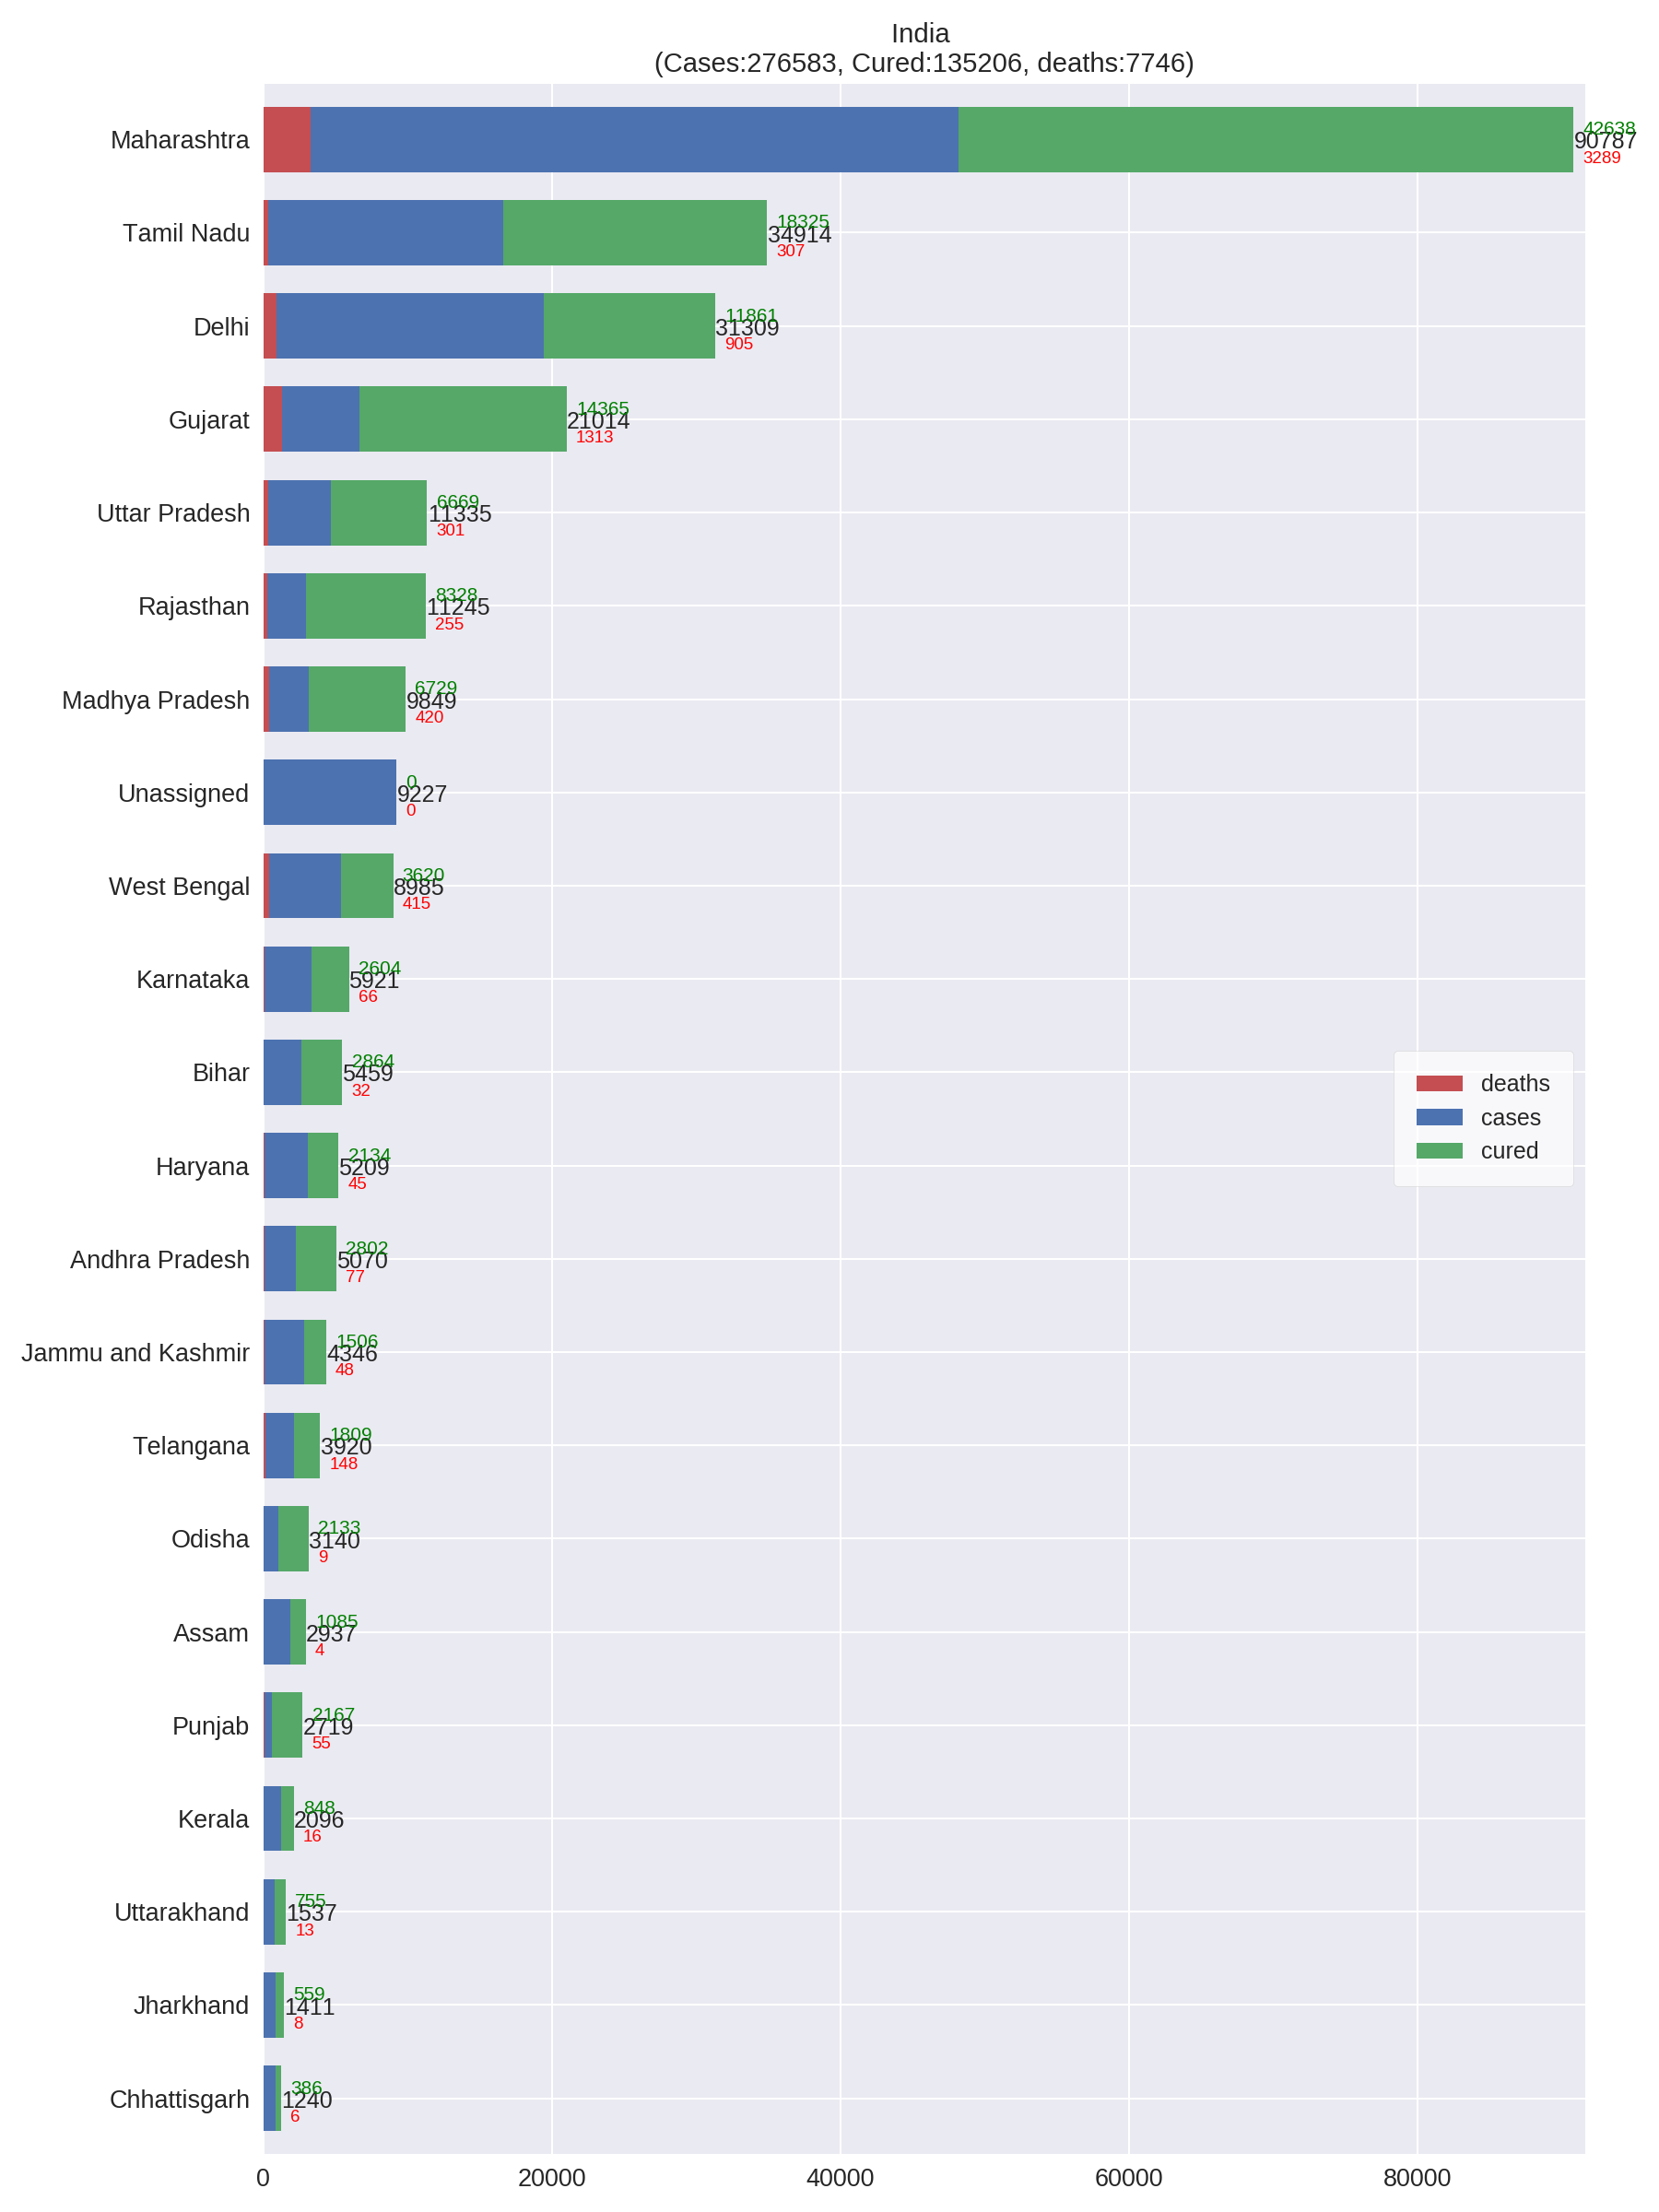 India
(Cases:276583, Cured:135206, deaths:7746)
Maharashtra
42638
90787
3289
Tamil Nadu
18325
34914
307
Delhi
11861
31309
905
Gujarat
14365
21014
1313
Uttar Pradesh
6669
11335
301
Rajasthan
8328
11245
255
Madhya Pradesh
6729
9849
420
Unassigned
0
9227
0
West Bengal
3620
8985
415
Karnataka
2604
5921
66
Bihar
2864
5459
32
deaths
cases
cured
Haryana
2134
5209
45
Andhra Pradesh
2802
5070
77
Jammu and Kashmir
1506
4346
48
Telangana
1809
3920
148
Odisha
2133
3140
9
Assam
1085
2937
4
Punjab
2167
2719
55
Kerala
848
2096
16
Uttarakhand
755
1537
13
Jharkhand
559
1411
8
Chhattisgarh
386
1240
6
0 20000 40000 60000 80000